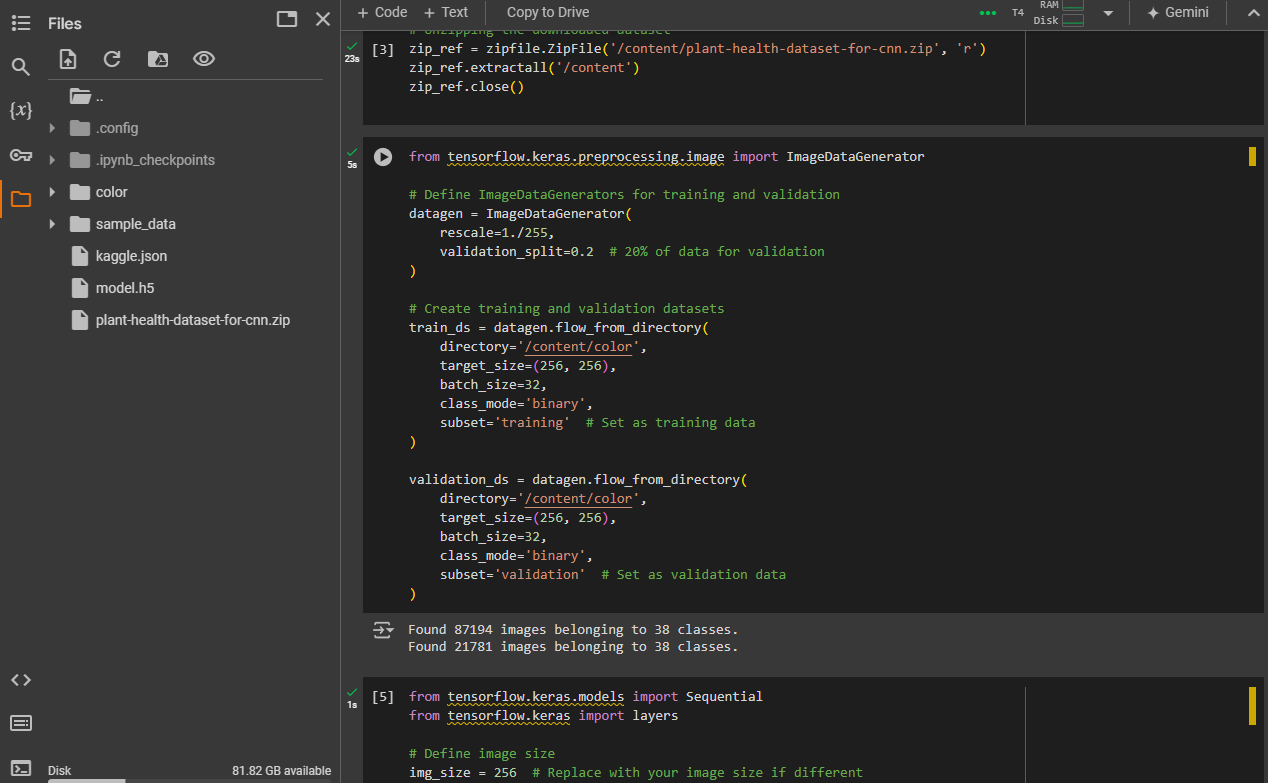 Files
..
.config
.ipynb_checkpoints
color
sample_data
kaggle.json
model.h5
plant-health-dataset-for-cnn.zip
Disk 81.82 GB available
+ Code + Text Copy to Drive
T4 RAM
Disk
Gemini
{x}
23s
[3]
# Unzipping the downloaded dataset
zip_ref = zipfile.ZipFile('/content/plant-health-dataset-for-cnn.zip', 'r')
zip_ref.extractall('/content')
zip_ref.close()
5s
from tensorflow.keras.preprocessing.image import ImageDataGenerator
# Define ImageDataGenerators for training and validation
datagen = ImageDataGenerator(
rescale=1./255,
validation_split=0.2 # 20% of data for validation
)
# Create training and validation datasets
train_ds = datagen.flow_from_directory(
directory='/content/color',
target_size=(256, 256),
batch_size=32,
class_mode='binary',
subset='training' # Set as training data
)
validation_ds = datagen.flow_from_directory(
directory='/content/color',
target_size=(256, 256),
batch_size=32,
class_mode='binary',
subset='validation' # Set as validation data
)
Found 87194 images belonging to 38 classes.
Found 21781 images belonging to 38 classes.
1s
[5]
from tensorflow.keras.models import Sequential
from tensorflow.keras import layers
# Define image size
img_size = 256 # Replace with your image size if different